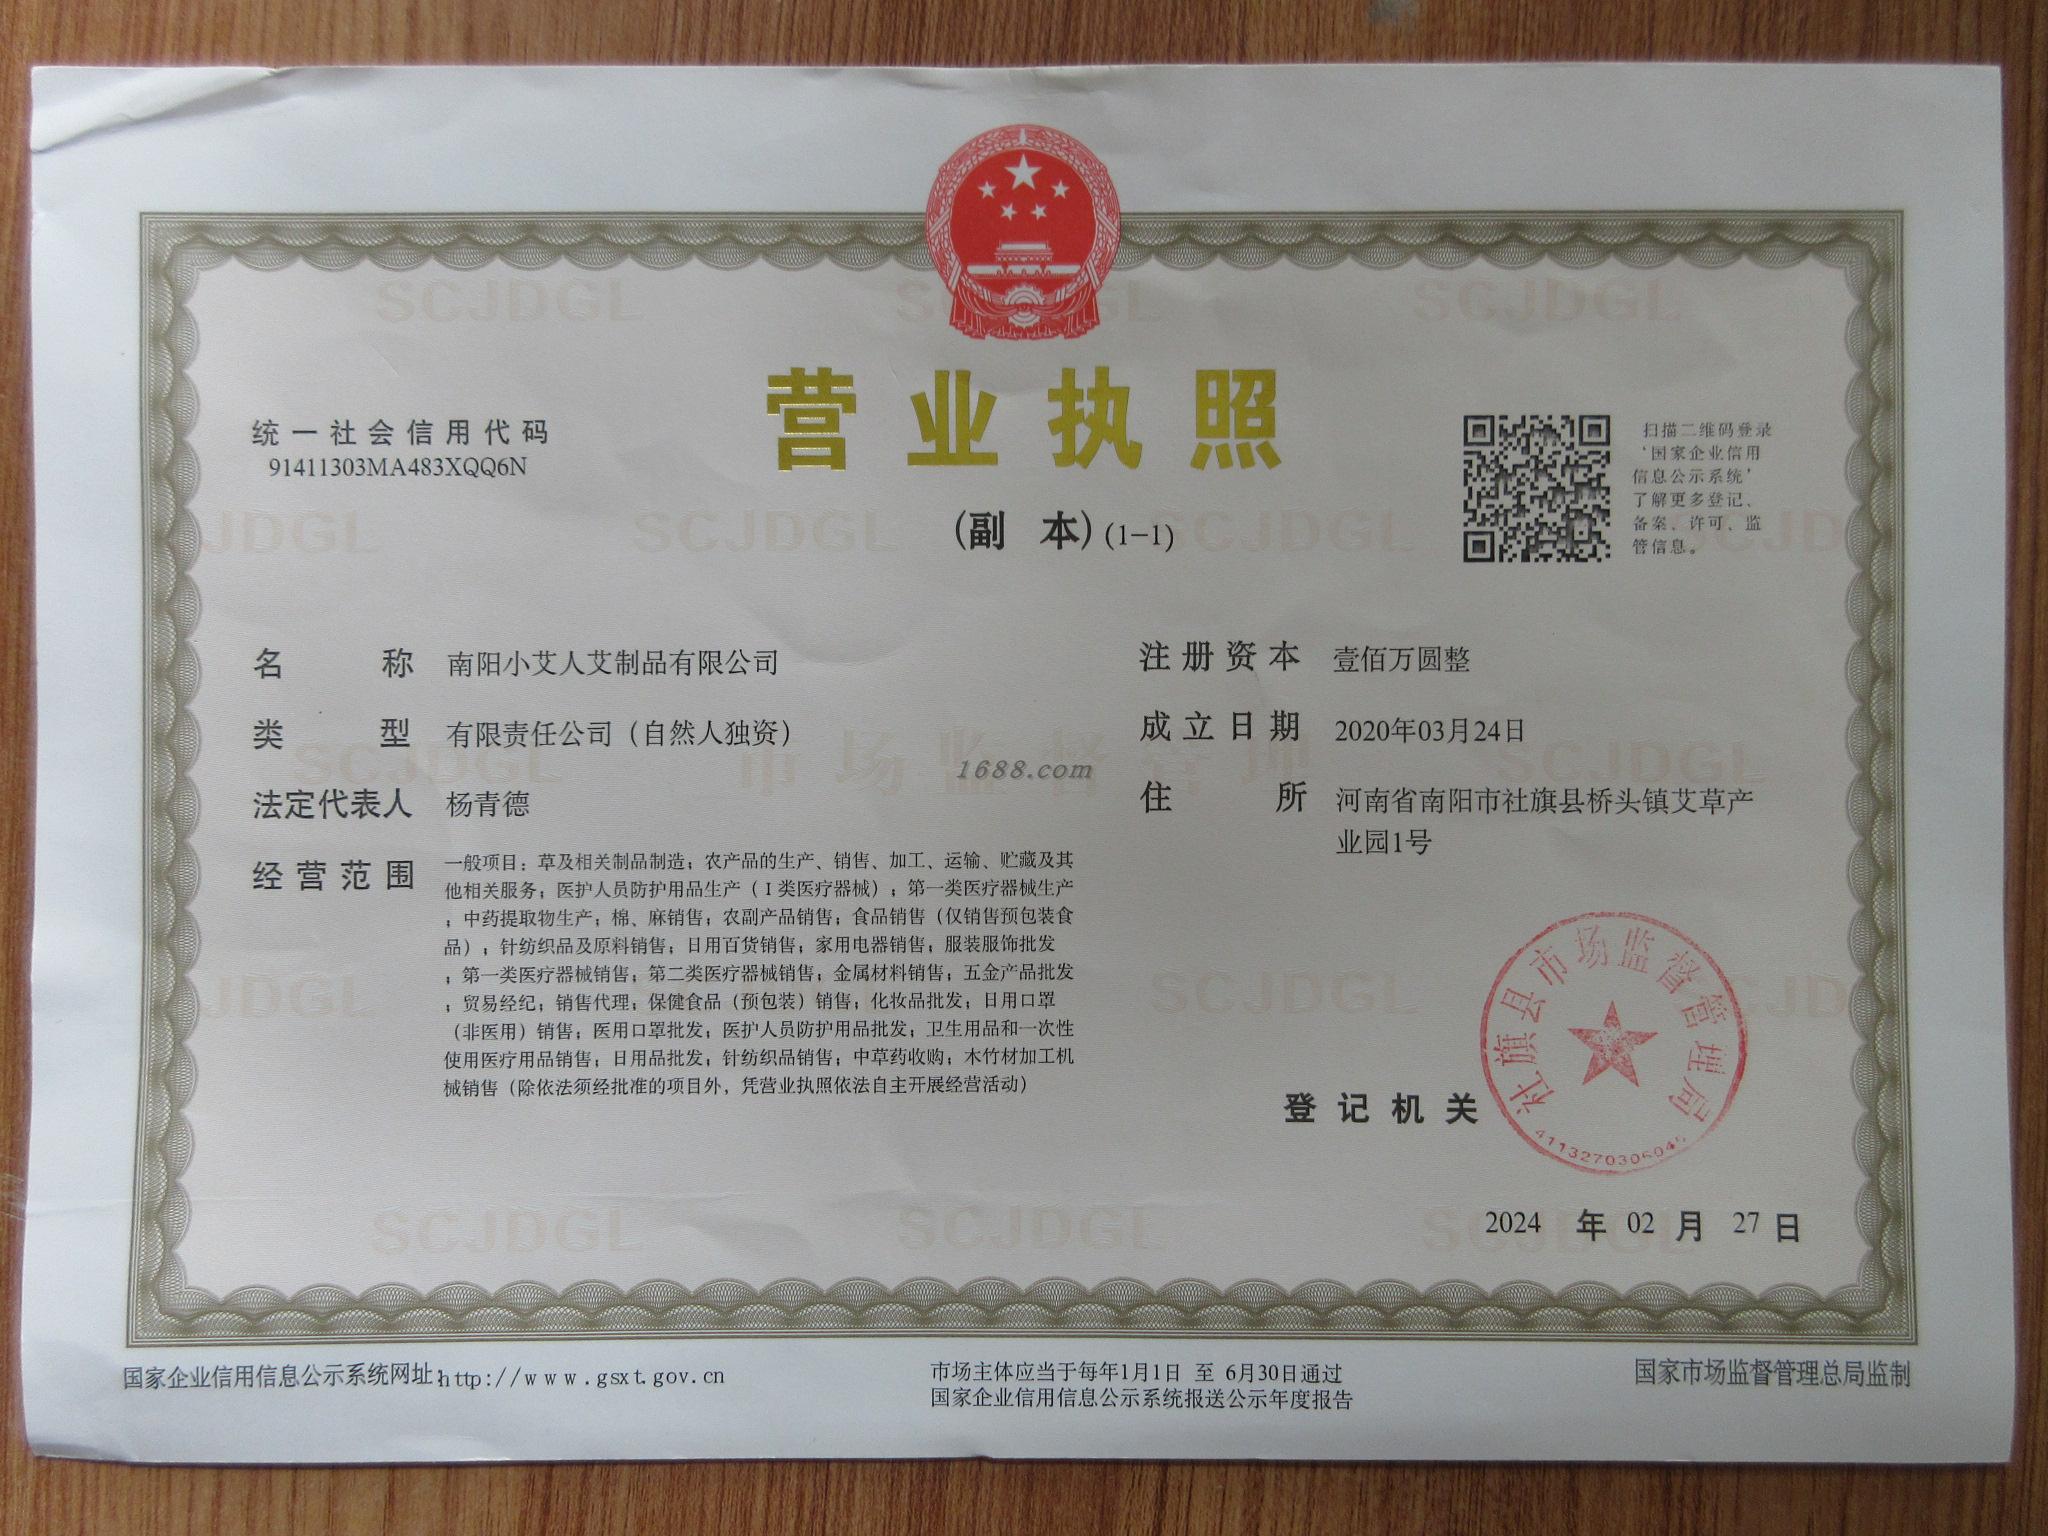 统一社会信用代码
91411303MA483XQQ6N
营业执照
(副 本)(1-1)
扫描二维码登录
‘国家企业信用
信息公示系统’
了解更多登记、
备案、许可、监
管信息。
名称 南阳小艾人艾制品有限公司
类型 有限责任公司（自然人独资）
法定代表人 杨青德
经营范围 一般项目：草及相关制品制造；农产品的生产、销售、加工、运输、贮藏及其
他相关服务；医护人员防护用品生产（I类医疗器械）；第一类医疗器械生产
；中药提取物生产；棉、麻销售；农副产品销售；食品销售（仅销售预包装食
品）；针纺织品及原料销售；日用百货销售；家用电器销售；服装服饰批发
；第一类医疗器械销售；第二类医疗器械销售；金属材料销售；五金产品批发
；贸易经纪；销售代理；保健食品（预包装）销售；化妆品批发；日用口罩
（非医用）销售；医用口罩批发；医护人员防护用品批发；卫生用品和一次性
使用医疗用品销售；日用品批发；针纺织品销售；中草药收购；木竹材加工机
械销售（除依法须经批准的项目外，凭营业执照依法自主开展经营活动）
注册资本 壹佰万圆整
成立日期 2020年03月24日
住所 河南省南阳市社旗县桥头镇艾草产
业园1号
1688.com
登记机关
社旗县市场监督管理局
2024 年 02 月 27 日
国家企业信用信息公示系统网址:http://www.gsxt.gov.cn
市场主体应当于每年1月1日 至 6月30日通过
国家企业信用信息公示系统报送公示年度报告
国家市场监督管理总局监制
SCJDGL
市场监督管理